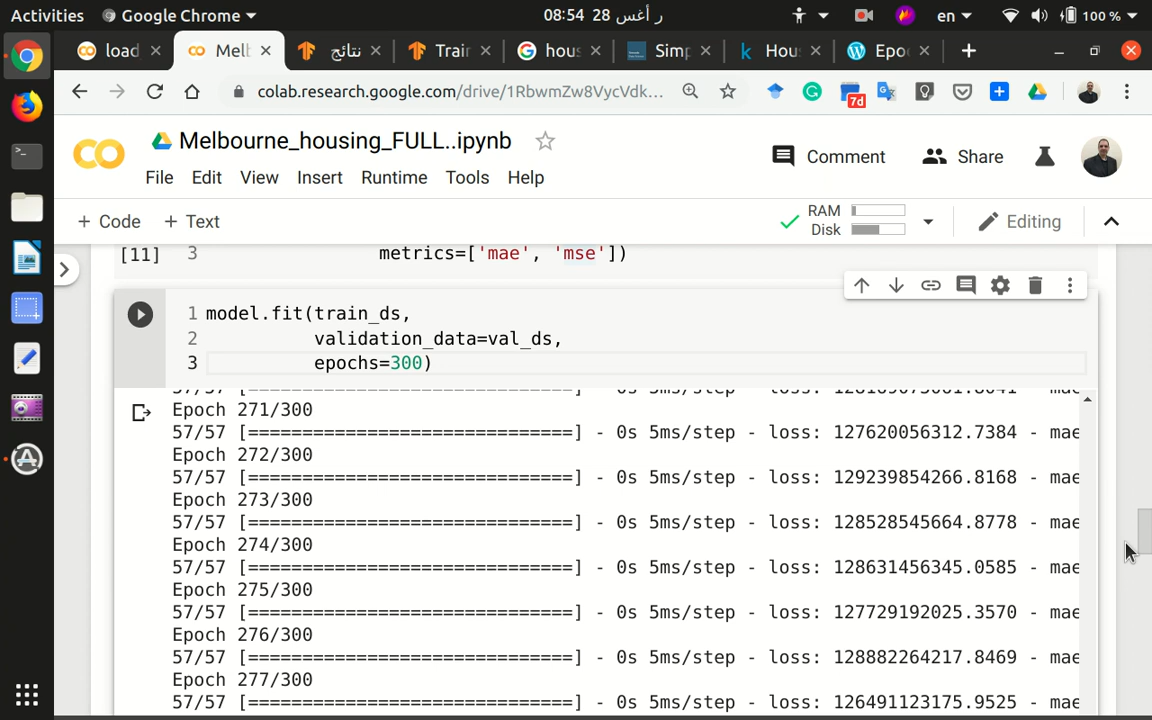 Activities Google Chrome ▾ 08:54 28 ر أغس en ▾ 100 % ▾
load × Melb × نتائج × Train × hous × Simp × Hous × Epoc × +
colab.research.google.com/drive/1RbwmZw8VycVdk... 7d
CO Melbourne_housing_FULL..ipynb Comment Share
File Edit View Insert Runtime Tools Help
+ Code + Text RAM Disk ▾ Editing
[11] 3 metrics=['mae', 'mse'])
1 model.fit(train_ds,
2 validation_data=val_ds,
3 epochs=300)
Epoch 271/300
57/57 [==============================] - 0s 5ms/step - loss: 127620056312.7384 - mae
Epoch 272/300
57/57 [==============================] - 0s 5ms/step - loss: 129239854266.8168 - mae
Epoch 273/300
57/57 [==============================] - 0s 5ms/step - loss: 128528545664.8778 - mae
Epoch 274/300
57/57 [==============================] - 0s 5ms/step - loss: 128631456345.0585 - mae
Epoch 275/300
57/57 [==============================] - 0s 5ms/step - loss: 127729192025.3570 - mae
Epoch 276/300
57/57 [==============================] - 0s 5ms/step - loss: 128882264217.8469 - mae
Epoch 277/300
57/57 [==============================] - 0s 5ms/step - loss: 126491123175.9525 - mae